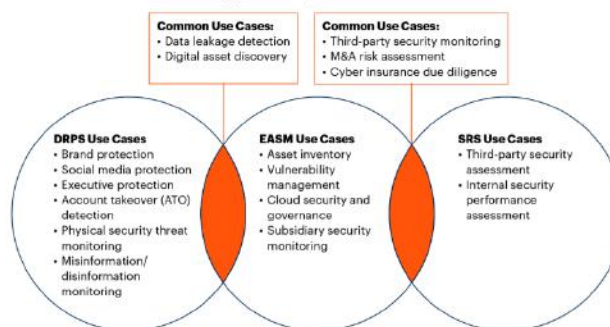 Common Use Cases:
• Data leakage detection
• Digital asset discovery
Common Use Cases:
• Third-party security monitoring
• M&A risk assessment
• Cyber insurance due diligence
DRPS Use Cases
• Brand protection
• Social media protection
• Executive protection
• Account takeover (ATO)
detection
• Physical security threat
monitoring
• Misinformation/
disinformation
monitoring
EASM Use Cases
• Asset inventory
• Vulnerability
management
• Cloud security and
governance
• Subsidiary security
monitoring
SRS Use Cases
• Third-party security
assessment
• Internal security
performance
assessment